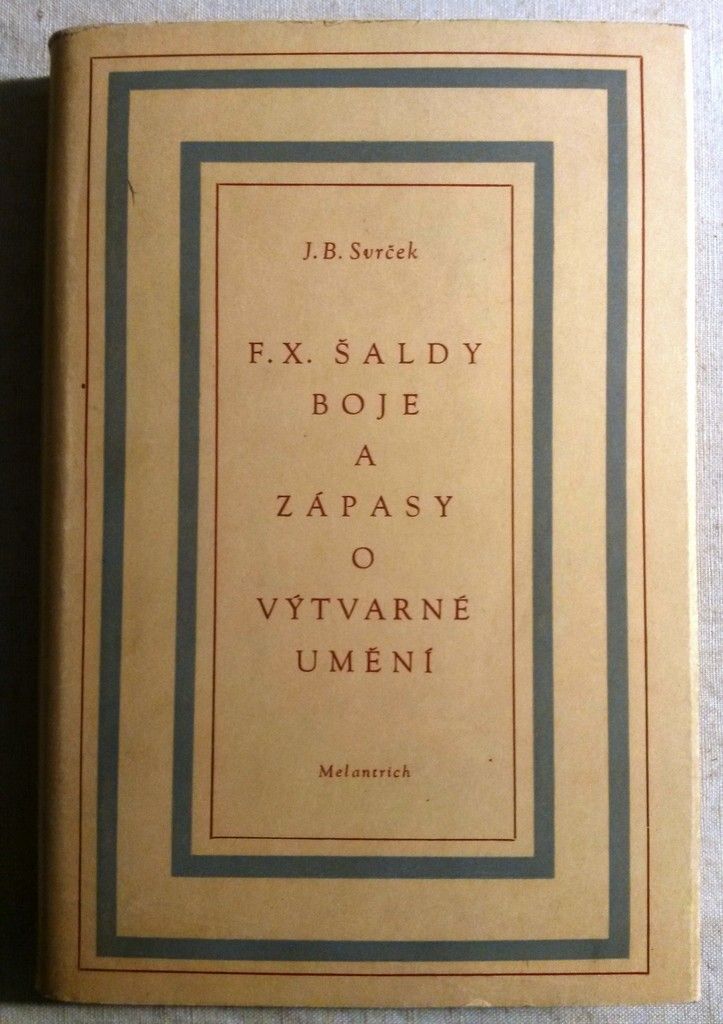 J. B. Svrček
F. X. ŠALDY
BOJE
A
ZÁPASY
O
VÝTVARNÉ
UMĚNÍ
Melantrich